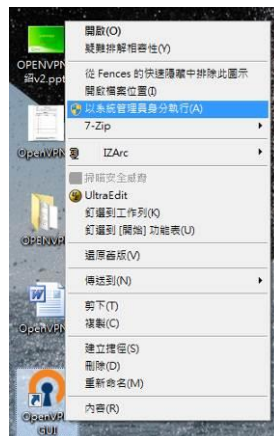 開啟(O)
疑難排解相容性(Y)
從 Fences 的快速隱藏中排除此圖示
開啟檔案位置(I)
以系統管理員身分執行(A)
7-Zip
IZArc
掃瞄安全威脅
UltraEdit
釘選到工作列(K)
釘選到 [開始] 功能表(U)
還原舊版(V)
傳送到(N)
剪下(T)
複製(C)
建立捷徑(S)
刪除(D)
重新命名(M)
內容(R)
OPENVPN
紹v2.ppt
OpenVPN
OPENVP
OpenVPN
OpenVPN
GUI